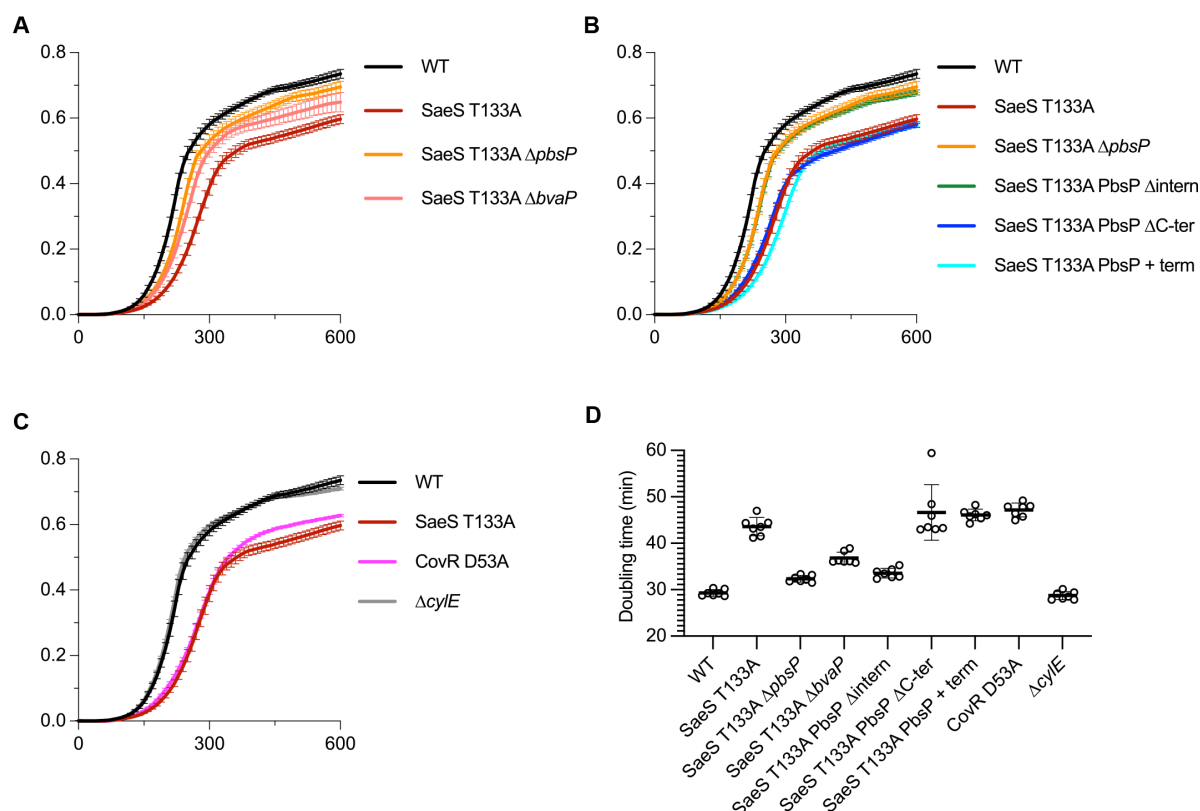 A
0.8
0.6
0.4
0.2
0.0
0
300
600
WT
SaeS T133A
SaeS T133A ΔpbsP
SaeS T133A ΔbvaP
B
0.8
0.6
0.4
0.2
0.0
0
300
600
WT
SaeS T133A
SaeS T133A ΔpbsP
SaeS T133A PbsP Δintern
SaeS T133A PbsP ΔC-ter
SaeS T133A PbsP + term
C
0.8
0.6
0.4
0.2
0.0
0
300
600
WT
SaeS T133A
CovR D53A
ΔcylE
D
Doubling time (min)
60
50
40
30
20
WT
SaeS T133A
SaeS T133A ΔpbsP
SaeS T133A ΔbvaP
SaeS T133A PbsP Δintern
SaeS T133A PbsP ΔC-ter
SaeS T133A PbsP + term
CovR D53A
ΔcylE